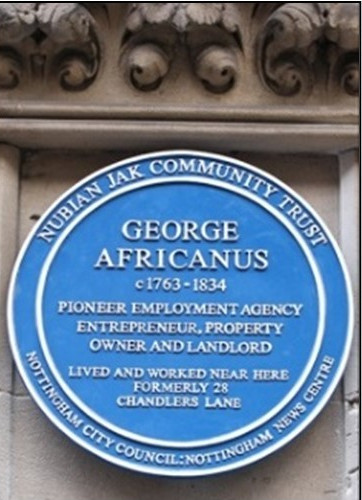 NUBIAN JAK COMMUNITY TRUST
GEORGE
AFRICANUS
c1763-1834
PIONEER EMPLOYMENT AGENCY
ENTREPRENEUR, PROPERTY
OWNER AND LANDLORD
LIVED AND WORKED NEAR HERE
FORMERLY 28
CHANDLERS LANE
NOTTINGHAM CITY COUNCIL:NOTTINGHAM NEWS CENTRE